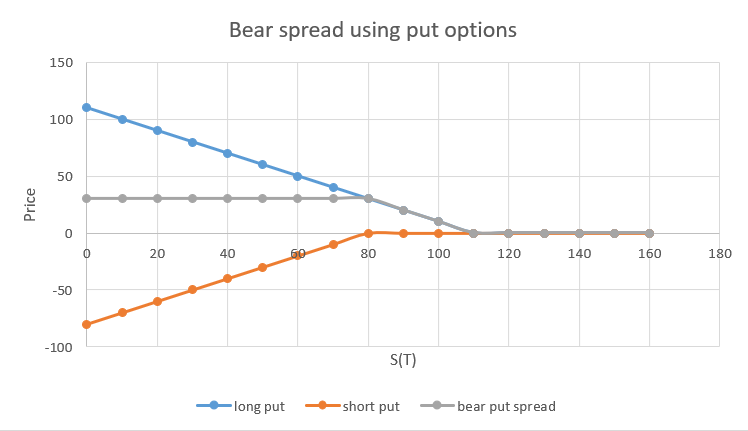 Bear spread using put options
150
100
50
0
-50
-100
Price
0 20 40 60 80 100 120 140 160 180
S(T)
long put short put bear put spread